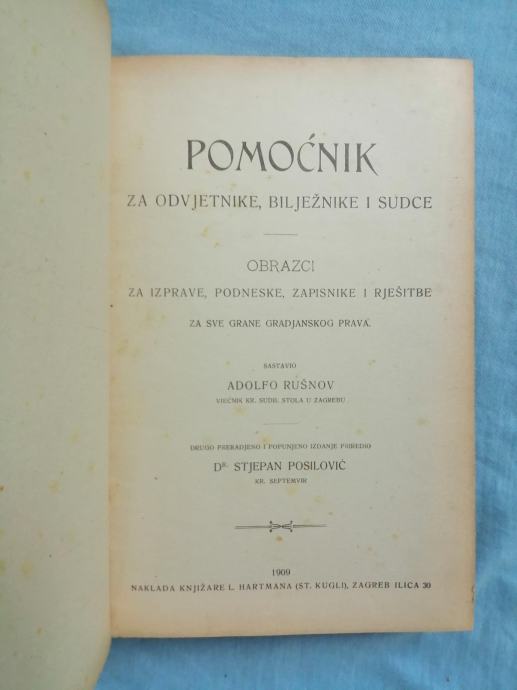 POMOĆNIK
ZA ODVJETNIKE, BILJEŽNIKE I SUDCE
OBRAZCI
ZA IZPRAVE, PODNESKE, ZAPISNIKE I RJEŠITBE
ZA SVE GRANE GRADJANSKOG PRAVA.
SASTAVIO
ADOLFO RUŠNOV
VIEĆNIK KR. SUDB. STOLA U ZAGREBU
DRUGO PRERADJENO I POPUNJENO IZDANJE PRIREDIO
DR. STJEPAN POSILOVIĆ
KR. SEPTEMVIR
1909
NAKLADA KNJIŽARE L. HARTMANA (ST. KUGLI), ZAGREB ILICA 30